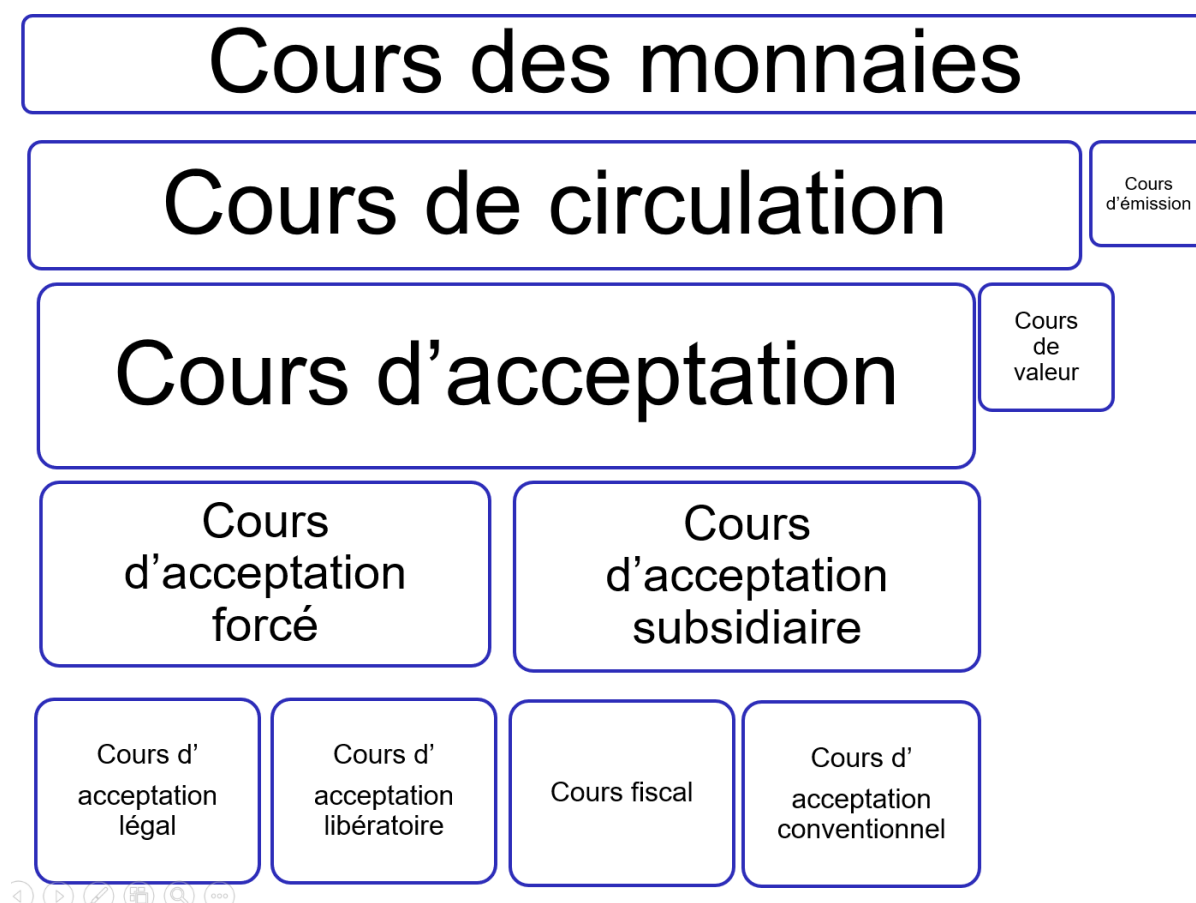 Cours des monnaies
Cours de circulation
Cours
d’émission
Cours d’acceptation
Cours
de
valeur
Cours
d’acceptation
forcé
Cours
d’acceptation
subsidiaire
Cours d’
acceptation
légal
Cours d’
acceptation
libératoire
Cours fiscal
Cours d’
acceptation
conventionnel